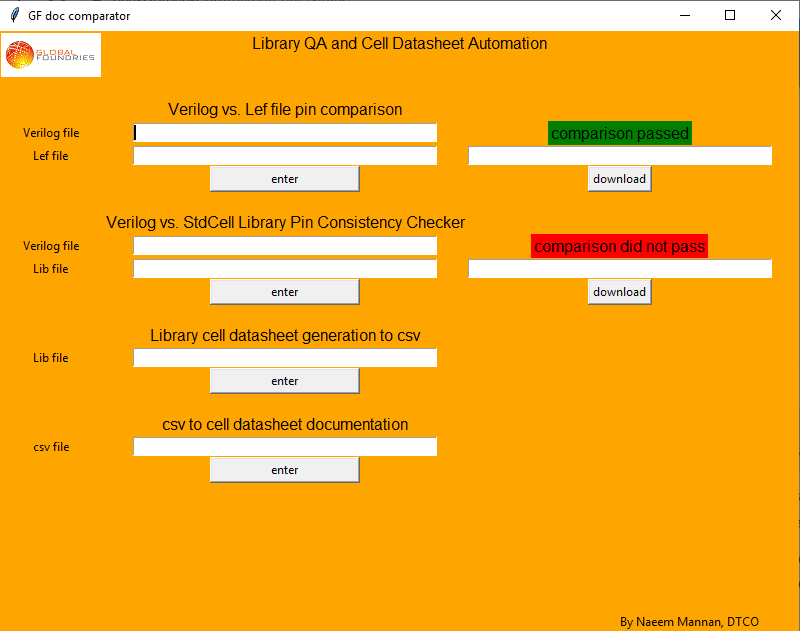 GF doc comparator
GLOBAL
FOUNDRIES
Library QA and Cell Datasheet Automation
Verilog vs. Lef file pin comparison
Verilog file
comparison passed
Lef file
enter
download
Verilog vs. StdCell Library Pin Consistency Checker
Verilog file
comparison did not pass
Lib file
enter
download
Library cell datasheet generation to csv
Lib file
enter
csv to cell datasheet documentation
csv file
enter
By Naeem Mannan, DTCO